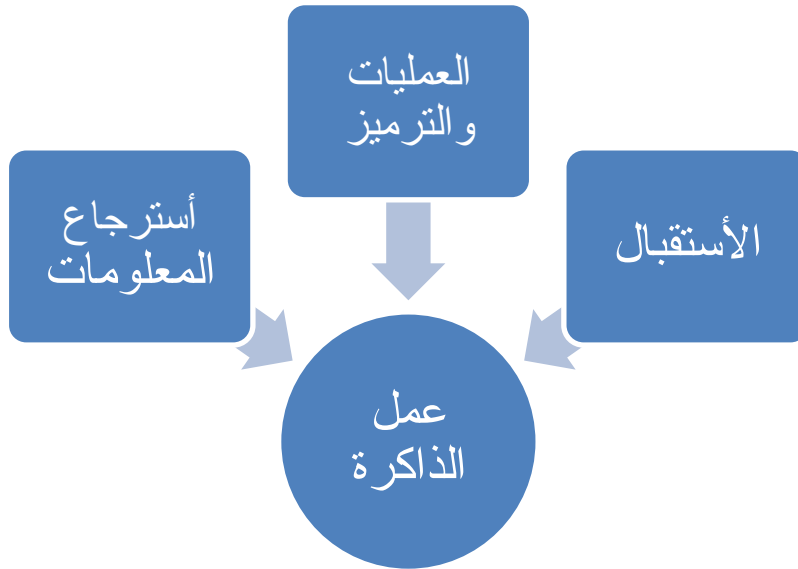 العمليات
والترميز
الأستقبال
أسترجاع
المعلومات
عمل
الذاكرة